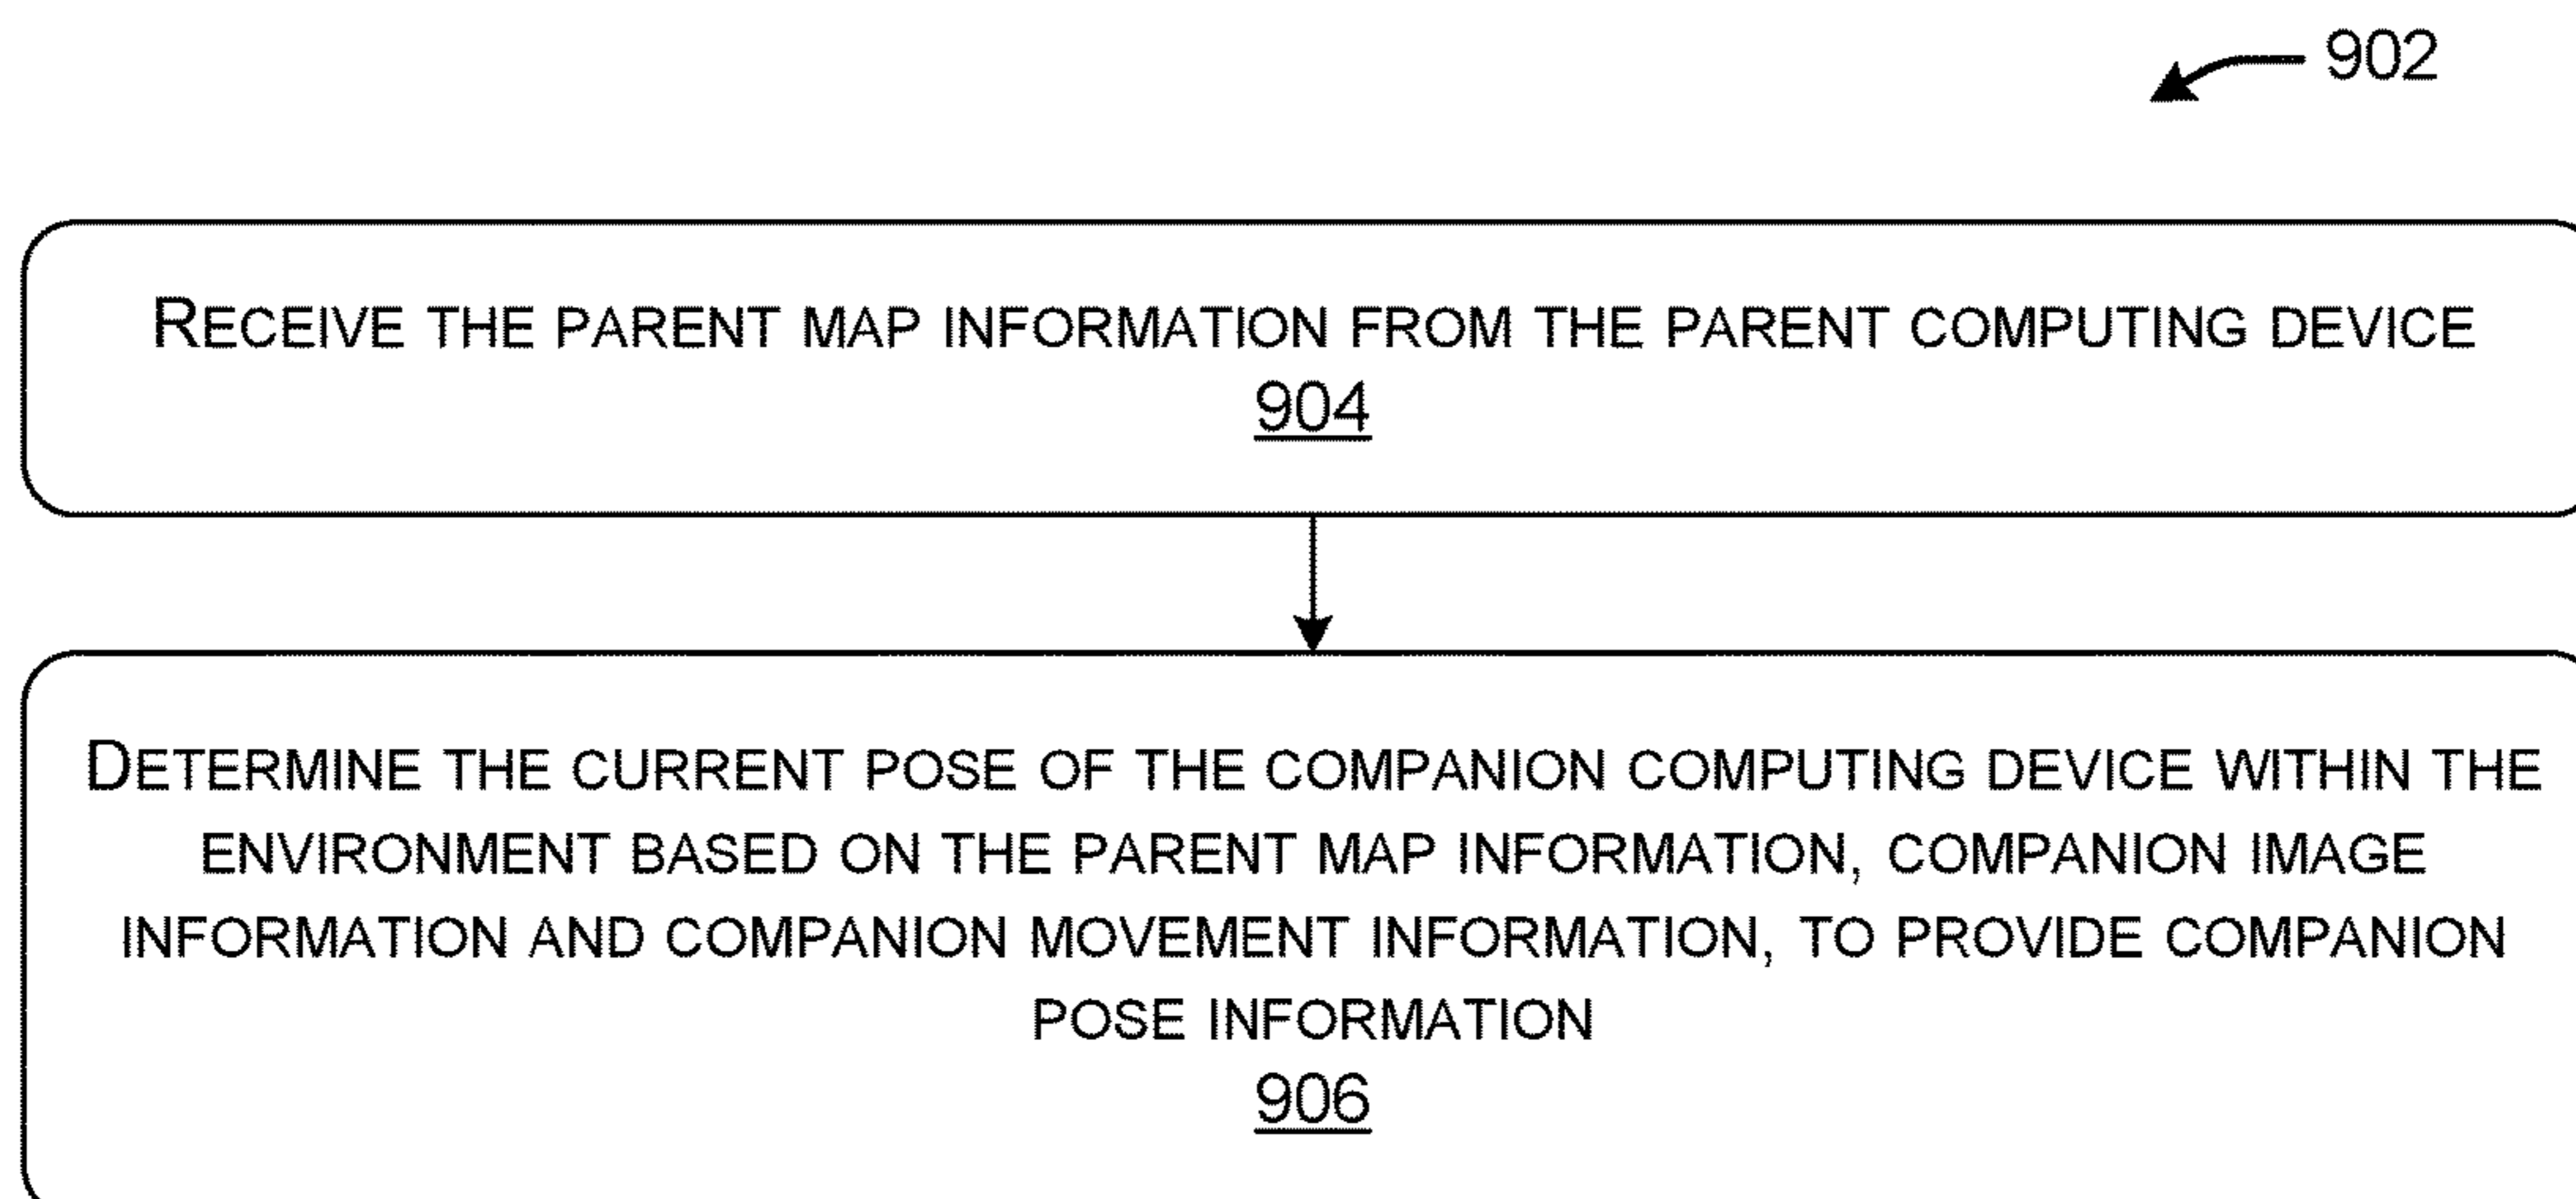 902
RECEIVE THE PARENT MAP INFORMATION FROM THE PARENT COMPUTING DEVICE
904
DETERMINE THE CURRENT POSE OF THE COMPANION COMPUTING DEVICE WITHIN THE
ENVIRONMENT BASED ON THE PARENT MAP INFORMATION, COMPANION IMAGE
INFORMATION AND COMPANION MOVEMENT INFORMATION, TO PROVIDE COMPANION
POSE INFORMATION
906